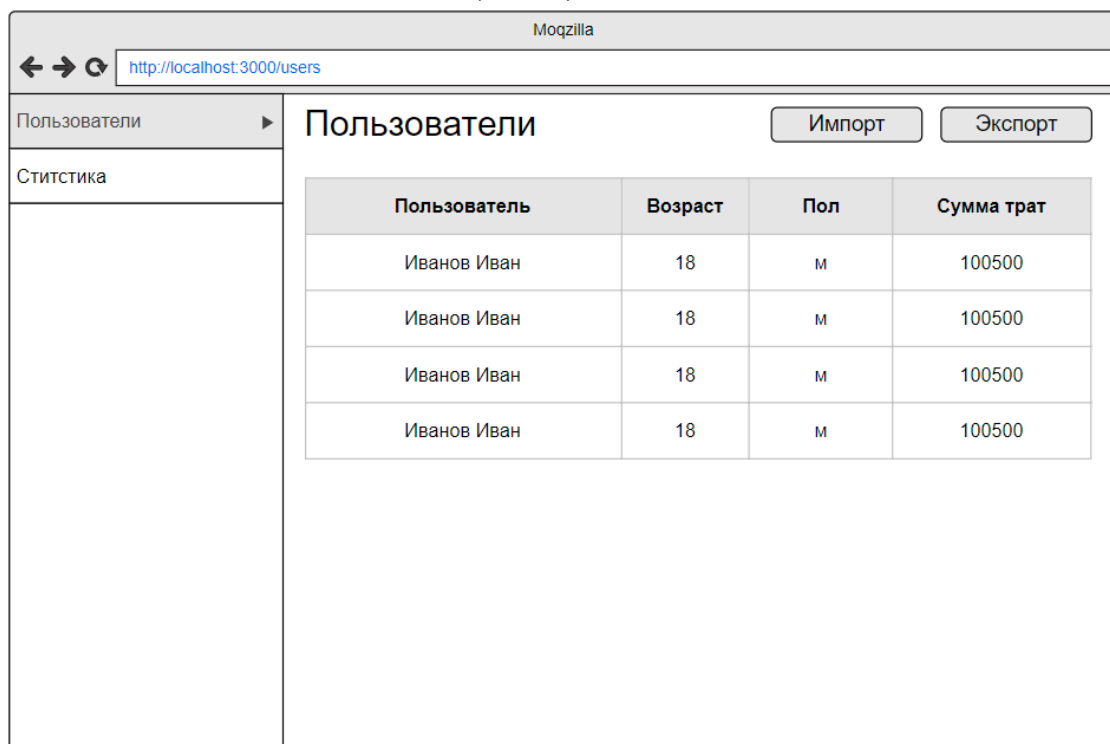 Moqzilla
http://localhost:3000/users
Пользователи
Ститстика
Пользователи Импорт Экспорт
Пользователь Возраст Пол Сумма трат
Иванов Иван 18 м 100500
Иванов Иван 18 м 100500
Иванов Иван 18 м 100500
Иванов Иван 18 м 100500